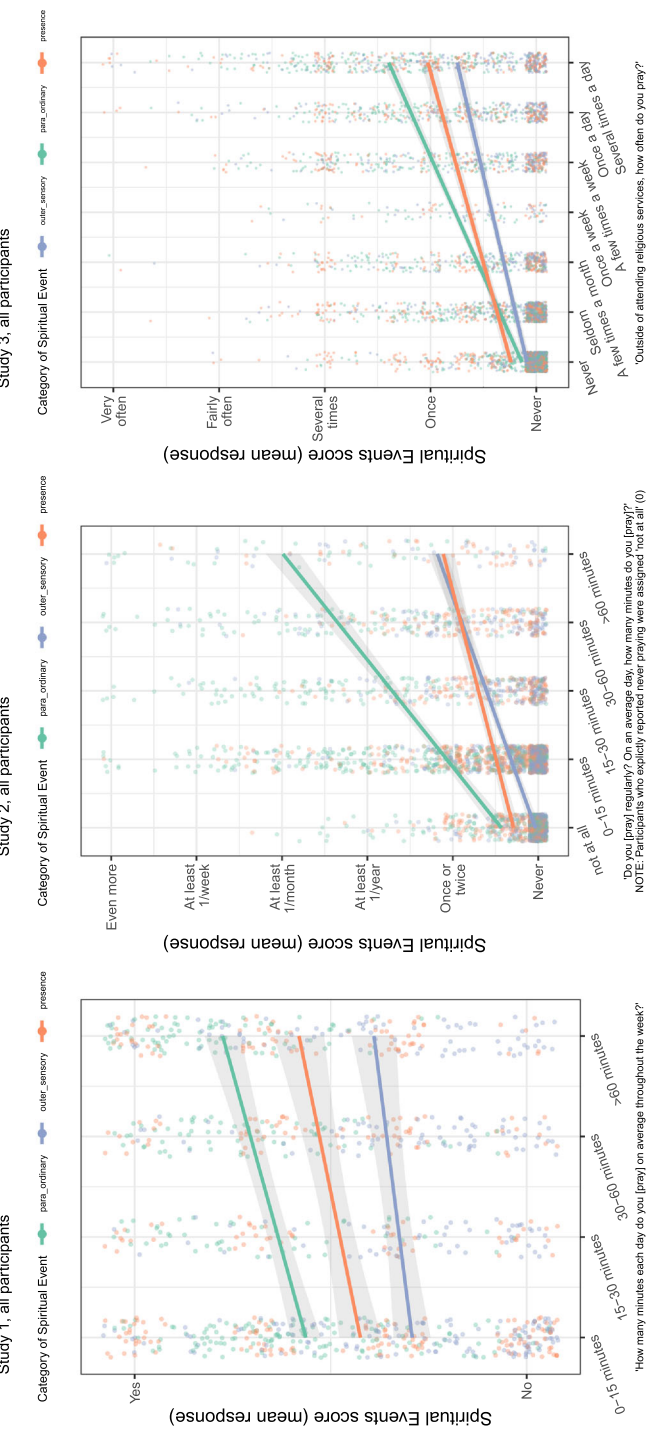 Study 1, all participants
Category of Spiritual Event para_ordinary outer_sensory presence
Spiritual Events score (mean response)
Yes
No
0−15 minutes
15−30 minutes
30−60 minutes
>60 minutes
'How many minutes each day do you [pray] on average throughout the week?'
Study 2, all participants
Category of Spiritual Event para_ordinary outer_sensory presence
Spiritual Events score (mean response)
Even more
At least
1/week
At least
1/month
At least
1/year
Once or
twice
Never
not at all
0−15 minutes
15−30 minutes
30−60 minutes
>60 minutes
'Do you [pray] regularly? On an average day, how many minutes do you [pray]?'
NOTE: Participants who explicitly reported never praying were assigned 'not at all' (0)
Study 3, all participants
Category of Spiritual Event outer_sensory para_ordinary presence
Spiritual Events score (mean response)
Very
often
Fairly
often
Several
times
Once
Never
Never
Seldom
A few times a month
Once a week
A few times a week
Once a day
Several times a day
'Outside of attending religious services, how often do you pray?'